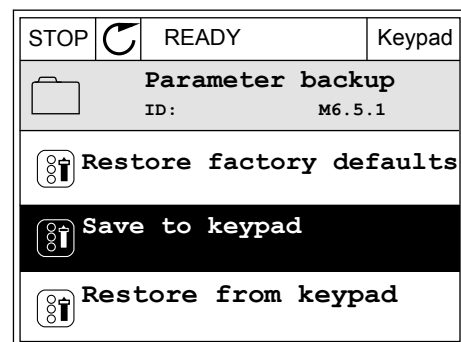 STOP READY Keypad
Parameter backup
ID: M6.5.1
Restore factory defaults
Save to keypad
Restore from keypad